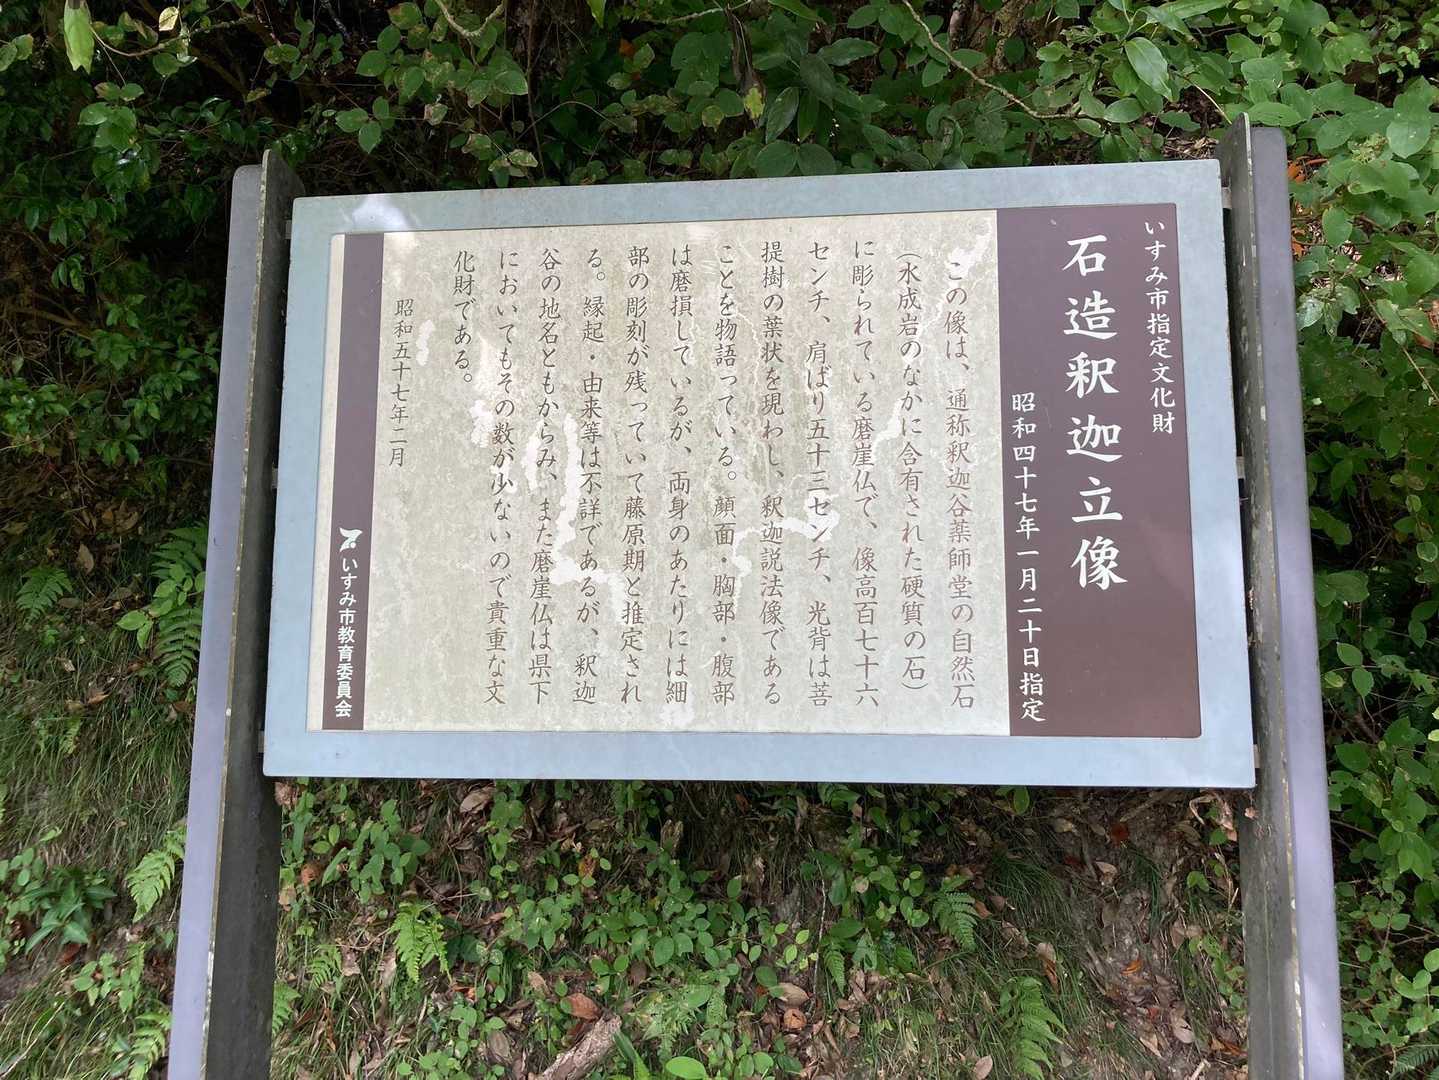 いすみ市指定文化財
石造釈迦立像
昭和四十七年一月二十日指定
この像は、通称釈迦谷薬師堂の自然石
（水成岩のなかに含有された硬質の石）
に彫られている磨崖仏で、像高百七十六
センチ、肩ばり五十三センチ、光背は菩
提樹の葉状を現わし、釈迦説法像である
ことを物語っている。顔面・胸部・腹部
は磨損しているが、両身のあたりには細
部の彫刻が残っていて藤原期と推定され
る。縁起・由来等は不詳であるが、釈迦
谷の地名ともからみ、また磨崖仏は県下
においてもその数が少ないので貴重な文
化財である。
昭和五十七年二月
いすみ市教育委員会